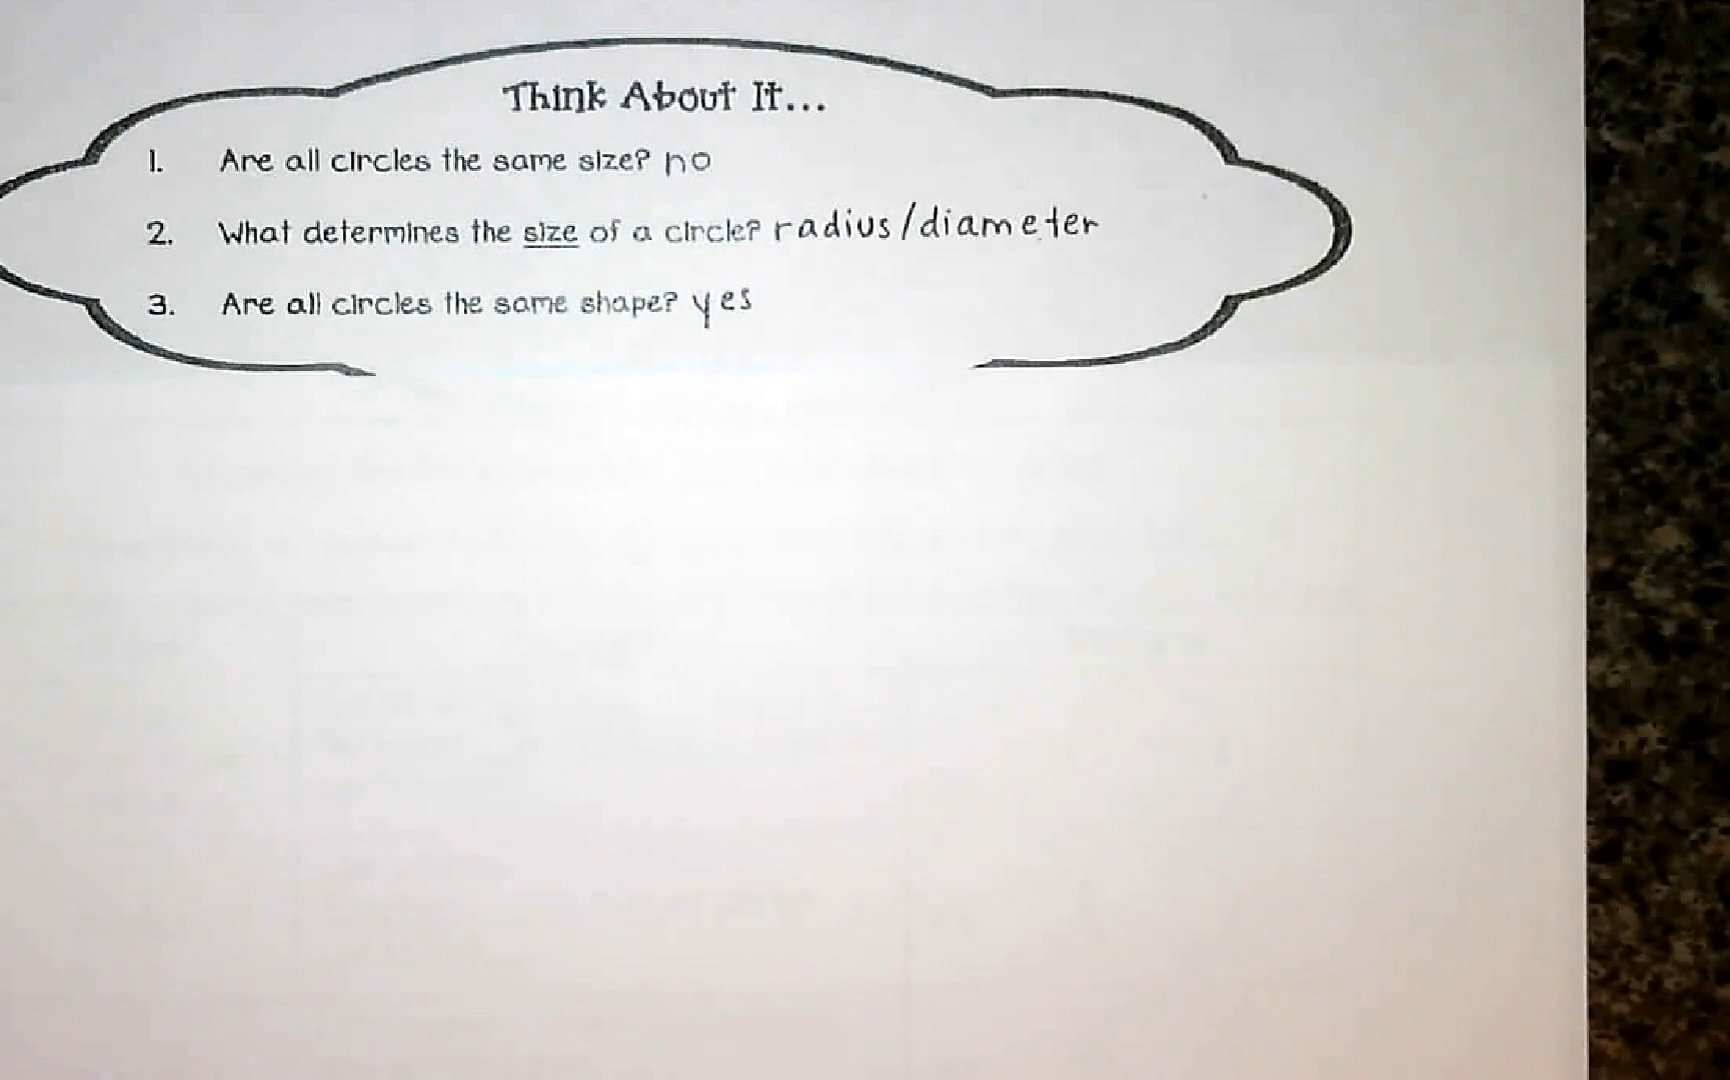 Think About It...
1. Are all circles the same size? no
2. What determines the size of a circle? radius/diameter
3. Are all circles the same shape? yes